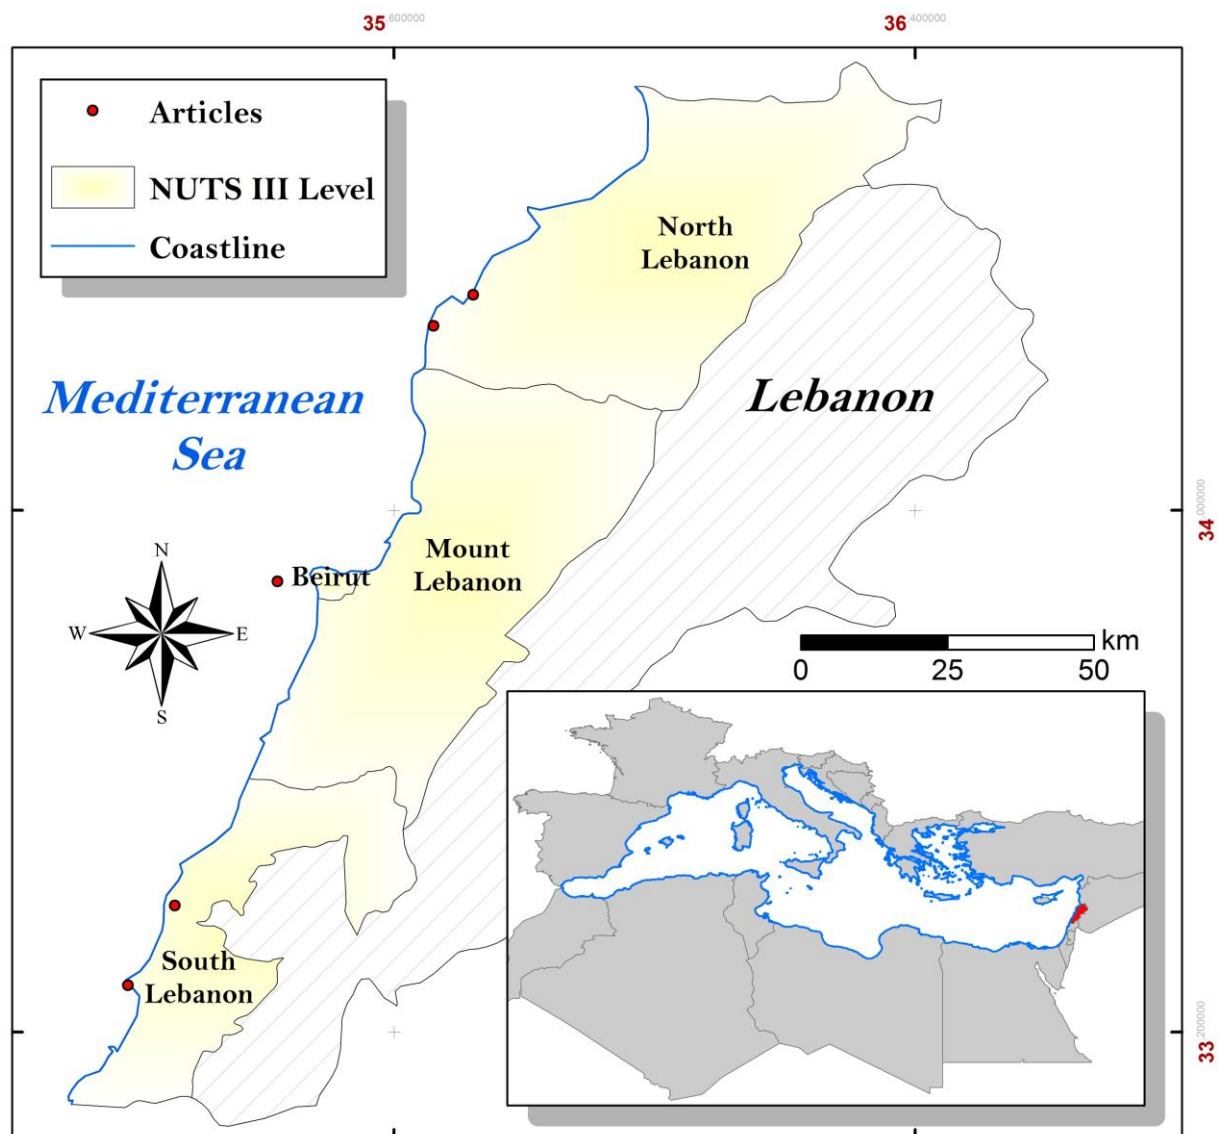 35 600000
36 400000
Articles
NUTS III Level
Coastline
North
Lebanon
Mediterranean
Sea
Lebanon
34 000000
Mount
Lebanon
Beirut
N
W
E
S
km
0 25 50
South
Lebanon
33 200000